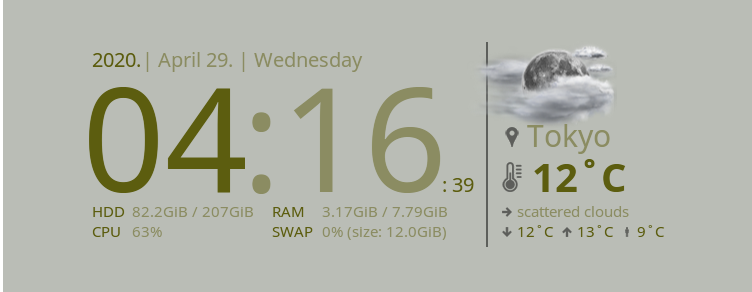 2020.| April 29. | Wednesday
04:16 : 39
HDD 82.2GiB / 207GiB RAM 3.17GiB / 7.79GiB
CPU 63% SWAP 0% (size: 12.0GiB)
Tokyo
12°C
scattered clouds
12°C 13°C 9°C